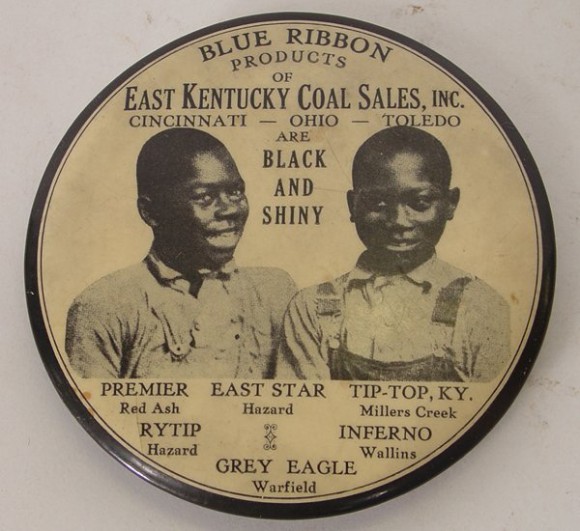 BLUE RIBBON
PRODUCTS
OF
EAST KENTUCKY COAL SALES, INC.
CINCINNATI — OHIO — TOLEDO
ARE
BLACK
AND
SHINY
PREMIER EAST STAR TIP-TOP, KY.
Red Ash Hazard Millers Creek
RYTIP INFERNO
Hazard Wallins
GREY EAGLE
Warfield